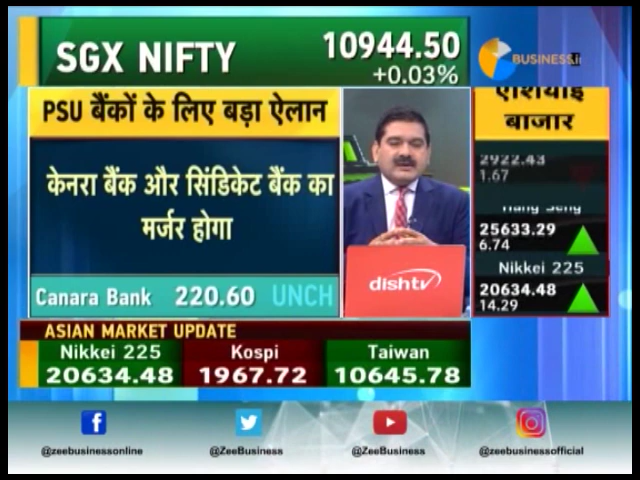 SGX NIFTY
10944.50
+0.03%
BUSINESS
PSU बैंकों के लिए बड़ा ऐलान
केनरा बैंक और सिंडिकेट बैंक का
मर्जर होगा
Canara Bank 220.60 UNCH
dishtv
एशियाई
बाजार
2922.43
1.67
Hang Seng
25633.29
6.74
Nikkei 225
20634.48
14.29
ASIAN MARKET UPDATE
Nikkei 225 Kospi Taiwan
20634.48 1967.72 10645.78
@zeebusinessonline @ZeeBusiness @ZeeBusiness @zeebusinessofficial